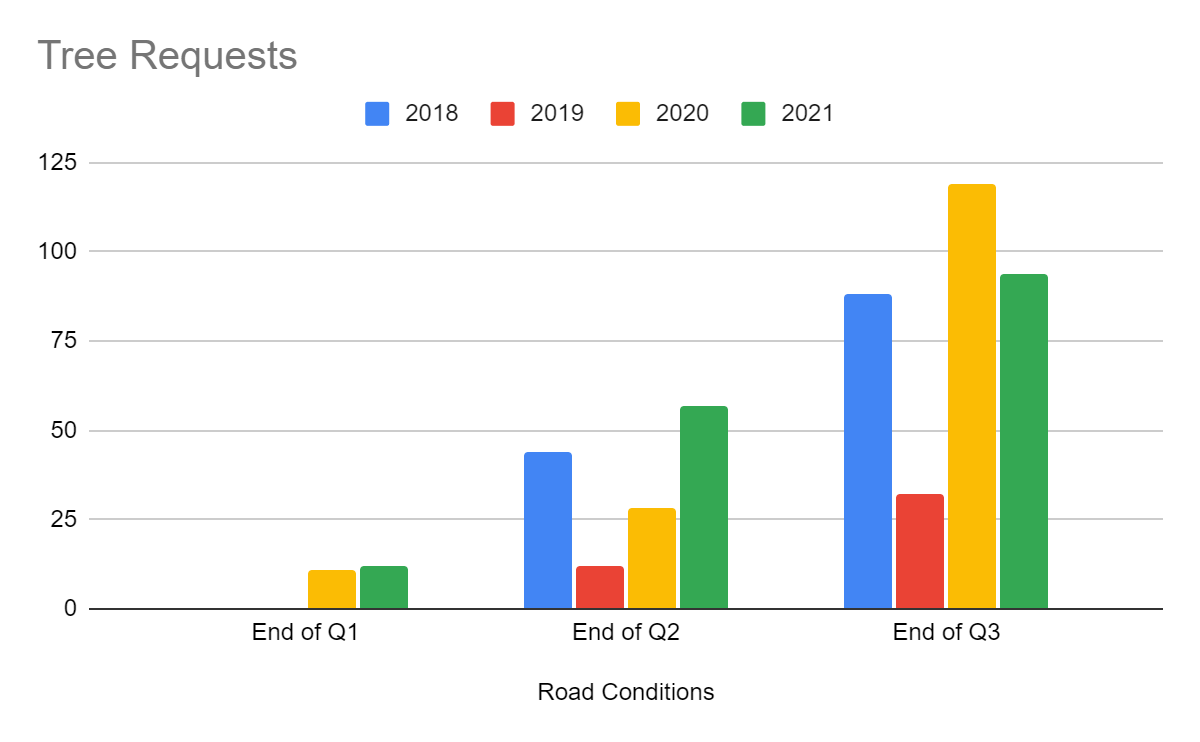 Tree Requests
2018 2019 2020 2021
125
100
75
50
25
0
End of Q1 End of Q2 End of Q3
Road Conditions